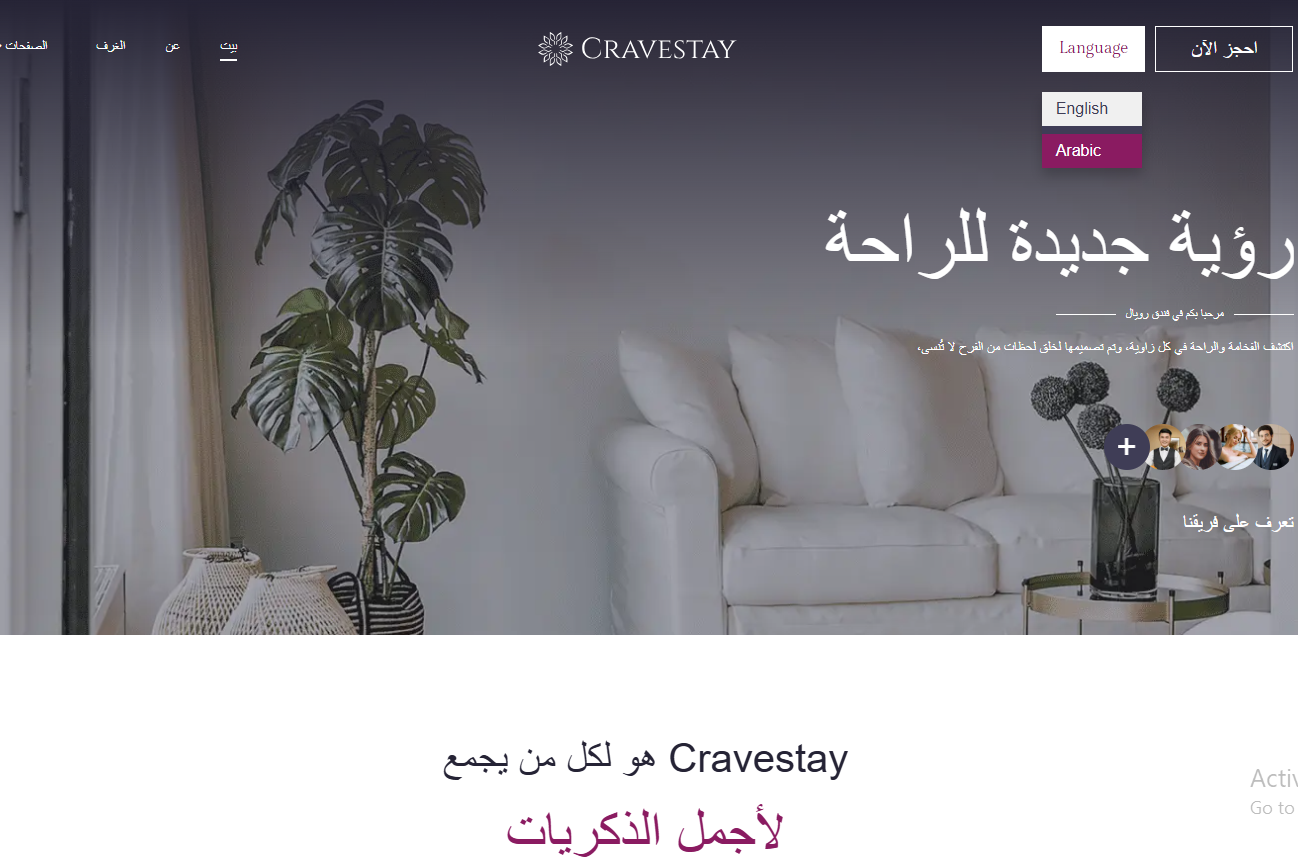 بيت
عن
الغرف
الصفحات
CRAVESTAY
Language
احجز الآن
English
Arabic
رؤية جديدة للراحة
مرحبا بكم في فندق رويال
اكتشف الفخامة والراحة في كل زاوية، وتم تصميمها لخلق لحظات من الفرح لا تُنسى،
+
تعرف على فريقنا
Cravestay هو لكل من يجمع
لأجمل الذكريات
Activ
Go to